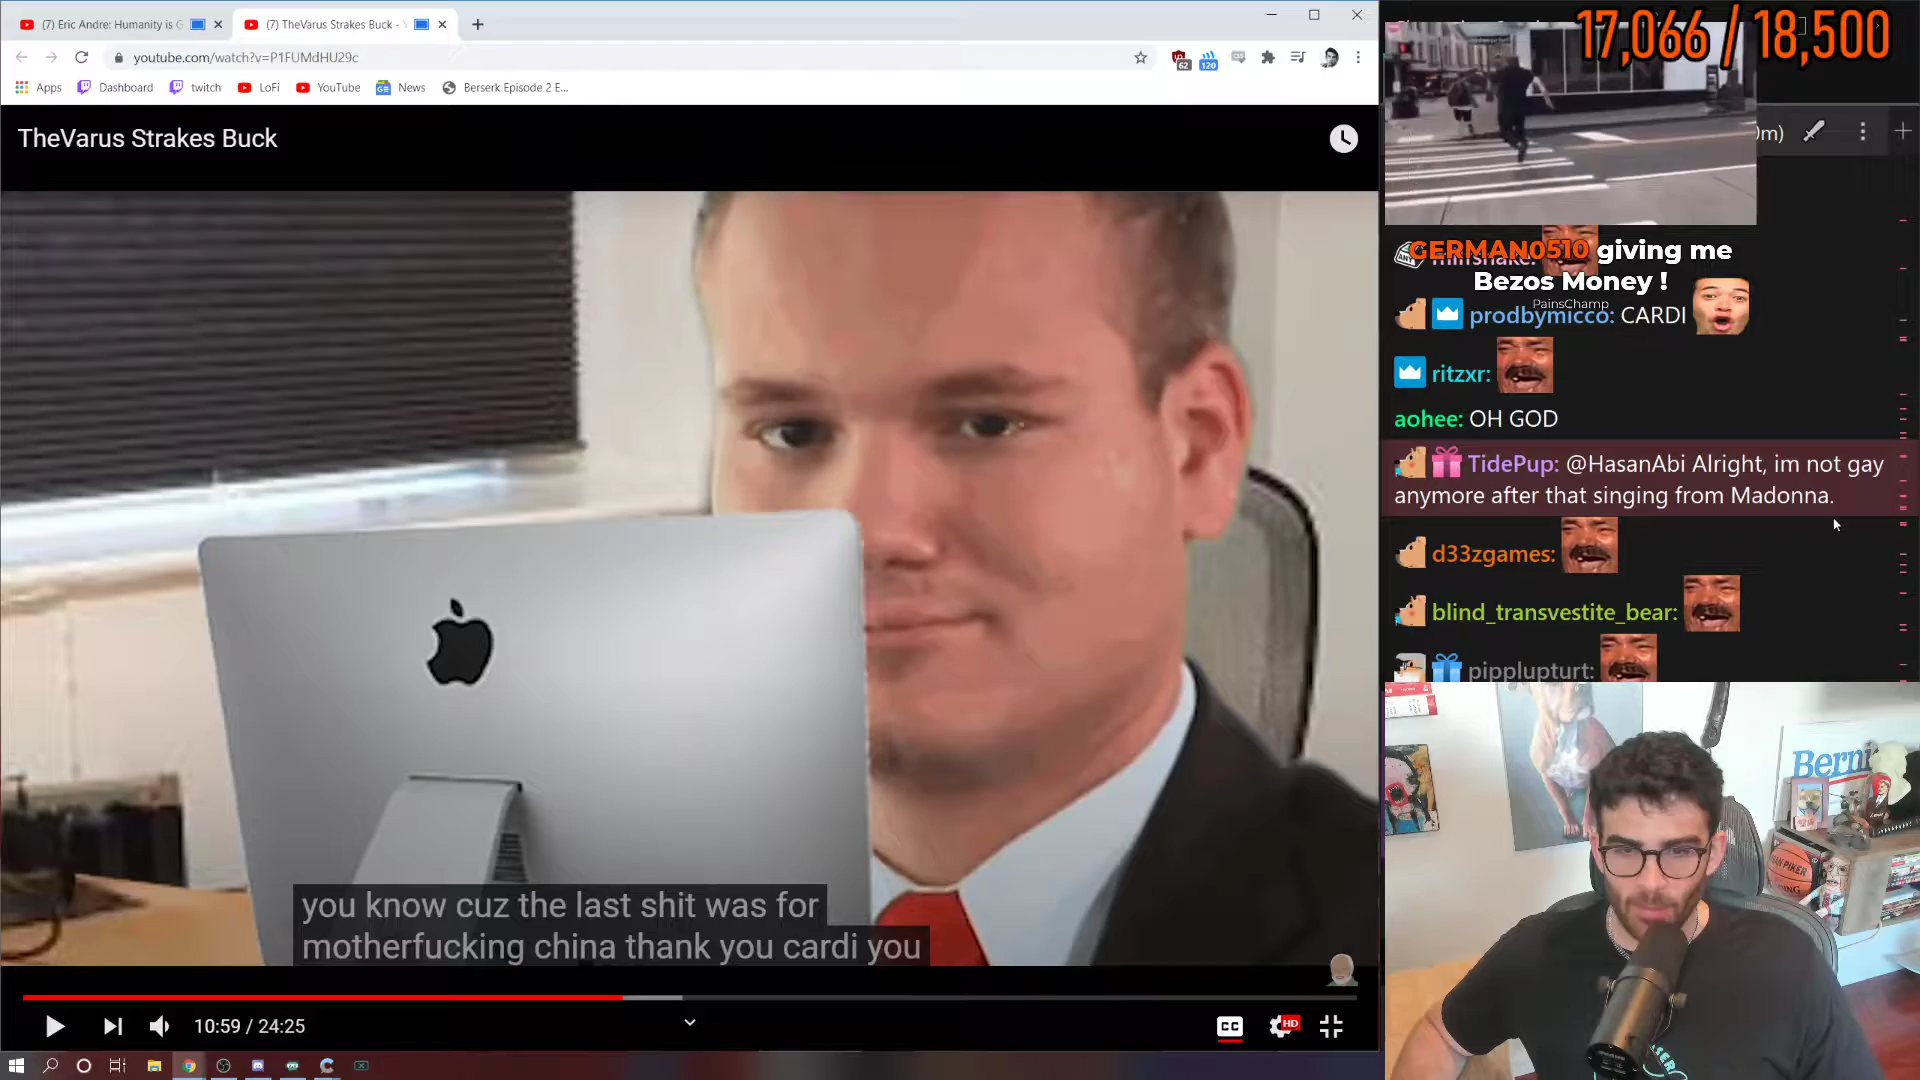 (7) Eric Andre: Humanity is G
(7) TheVarus Strakes Buck - Y
youtube.com/watch?v=P1FUMdHU29c
62
120
Apps
Dashboard
twitch
LoFi
YouTube
News
Berserk Episode 2 E...
TheVarus Strakes Buck
you know cuz the last shit was for
motherfucking china thank you cardi you
10:59 / 24:25
CC
HD
17,066 / 18,500
0m)
GERMAN0510 giving me
Bezos Money !
PainsChamp
prodbymicco: CARDI
ritzxr:
aohee: OH GOD
TidePup: @HasanAbi Alright, im not gay
anymore after that singing from Madonna.
d33zgames:
blind_transvestite_bear:
pipplupturt:
Berni